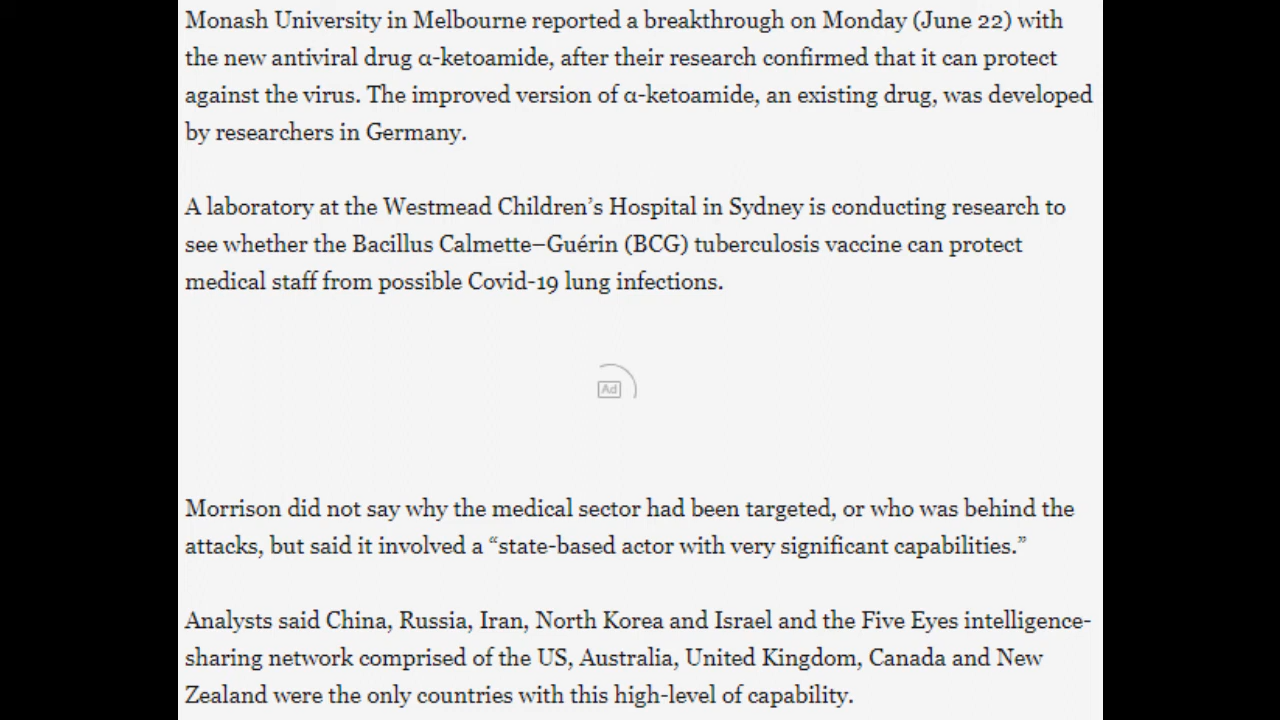 Monash University in Melbourne reported a breakthrough on Monday (June 22) with
the new antiviral drug α-ketoamide, after their research confirmed that it can protect
against the virus. The improved version of α-ketoamide, an existing drug, was developed
by researchers in Germany.
A laboratory at the Westmead Children’s Hospital in Sydney is conducting research to
see whether the Bacillus Calmette–Guérin (BCG) tuberculosis vaccine can protect
medical staff from possible Covid-19 lung infections.
Ad
Morrison did not say why the medical sector had been targeted, or who was behind the
attacks, but said it involved a “state-based actor with very significant capabilities.”
Analysts said China, Russia, Iran, North Korea and Israel and the Five Eyes intelligence-
sharing network comprised of the US, Australia, United Kingdom, Canada and New
Zealand were the only countries with this high-level of capability.